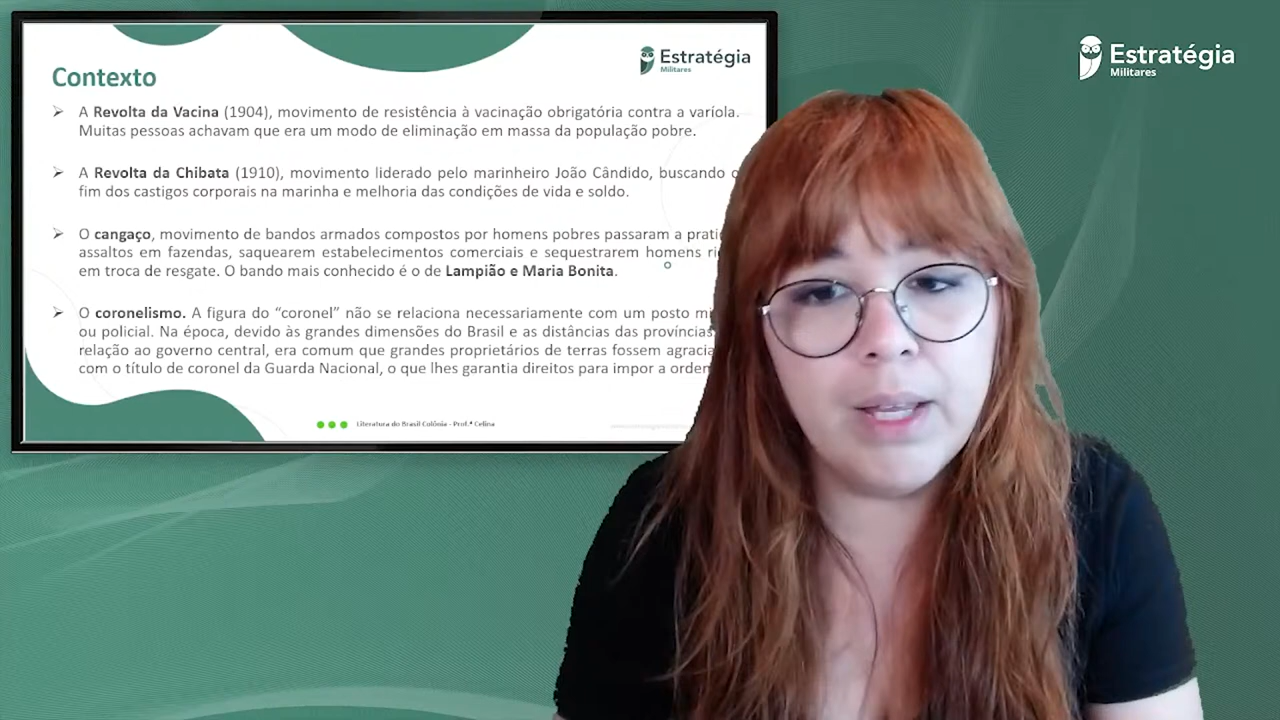 Contexto
Estratégia
Militares
➢ A Revolta da Vacina (1904), movimento de resistência à vacinação obrigatória contra a varíola.
Muitas pessoas achavam que era um modo de eliminação em massa da população pobre.
➢ A Revolta da Chibata (1910), movimento liderado pelo marinheiro João Cândido, buscando o
fim dos castigos corporais na marinha e melhoria das condições de vida e soldo.
➢ O cangaço, movimento de bandos armados compostos por homens pobres passaram a
assaltos em fazendas, saquearem estabelecimentos comerciais e sequestrarem homens
em troca de resgate. O bando mais conhecido é o de Lampião e Maria Bonita.
➢ O coronelismo. A figura do “coronel” não se relaciona necessariamente com um posto
ou policial. Na época, devido às grandes dimensões do Brasil e as distâncias das províncias
relação ao governo central, era comum que grandes proprietários de terras fossem
com o título de coronel da Guarda Nacional, o que lhes garantia direitos para impor a
Literatura do Brasil Colônia - Prof.ª Celina
Estratégia
Militares